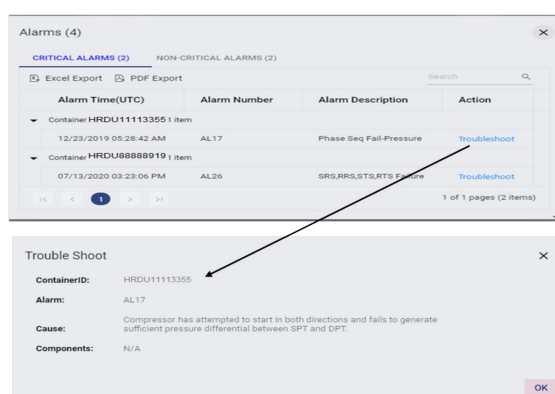 Alarms (4)
CRITICAL ALARMS (2) NON-CRITICAL ALARMS (2)
Excel Export PDF Export Search
Alarm Time(UTC) Alarm Number Alarm Description Action
Container HRDU11113355 1 item
12/23/2019 05:28:42 AM AL17 Phase Seq Fail-Pressure Troubleshoot
Container HRDU88888919 1 item
07/13/2020 03:23:06 PM AL26 SRS,RRS,STS,RTS Failure Troubleshoot
1 1 of 1 pages (2 items)
Trouble Shoot
ContainerID: HRDU11113355
Alarm: AL17
Cause: Compressor has attempted to start in both directions and fails to generate
sufficient pressure differential between SPT and DPT.
Components: N/A
OK